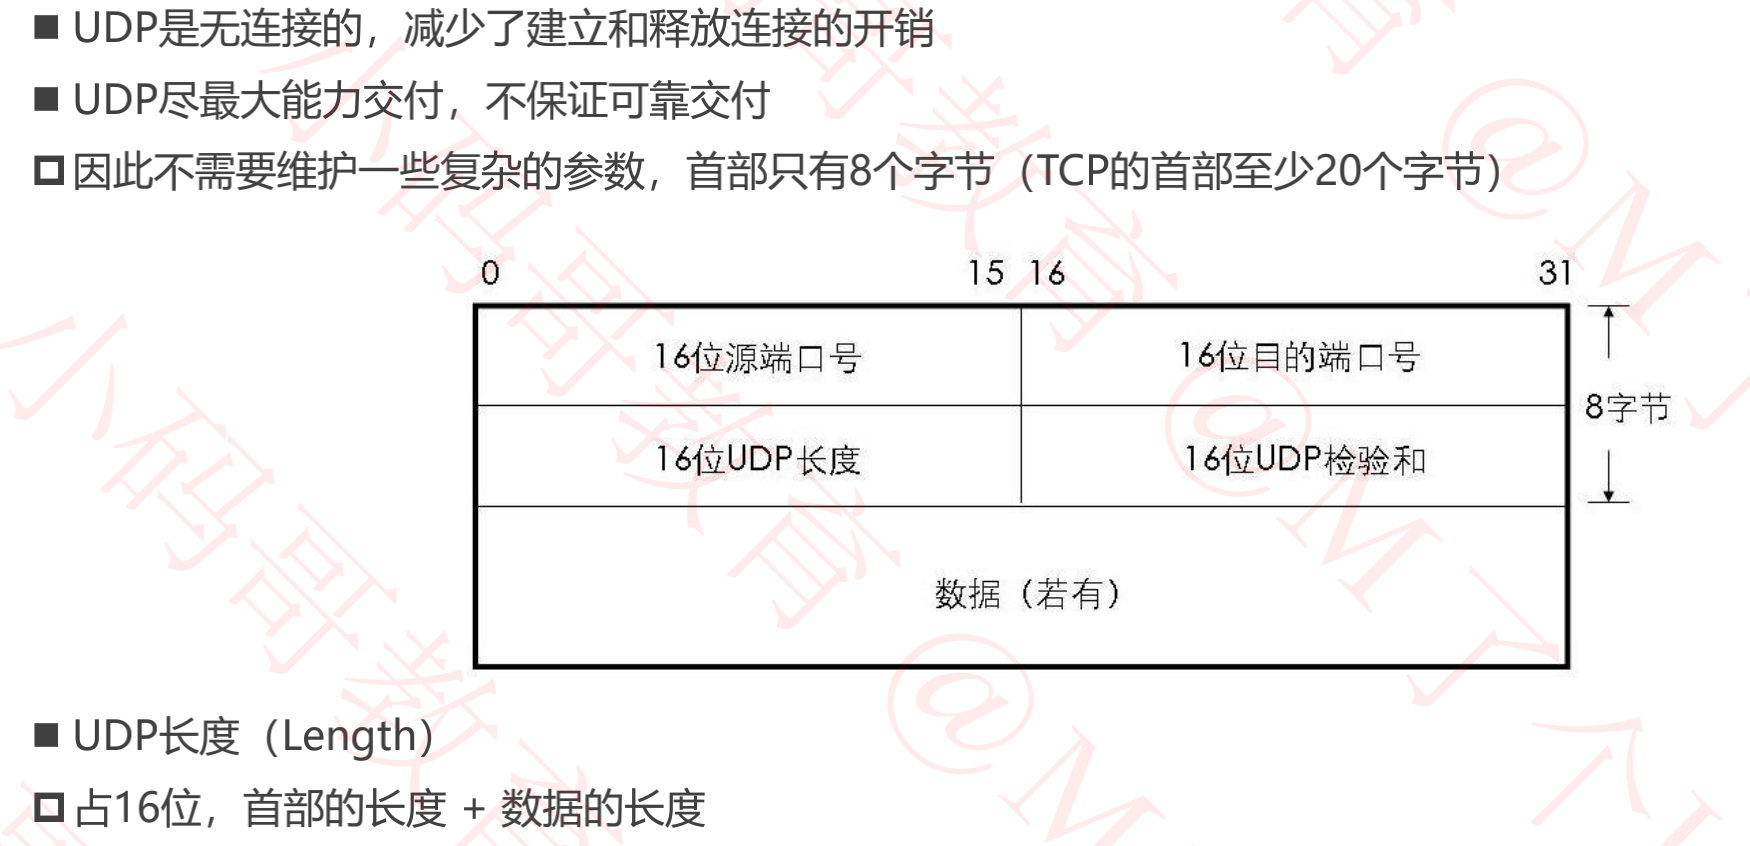 ■ UDP是无连接的，减少了建立和释放连接的开销
■ UDP尽最大能力交付，不保证可靠交付
因此不需要维护一些复杂的参数，首部只有8个字节（TCP的首部至少20个字节）
0 15 16 31
16位源端口号 16位目的端口号
8字节
16位UDP长度 16位UDP检验和
数据（若有）
■ UDP长度（Length）
占16位，首部的长度 + 数据的长度
小码哥教育 @M了个J